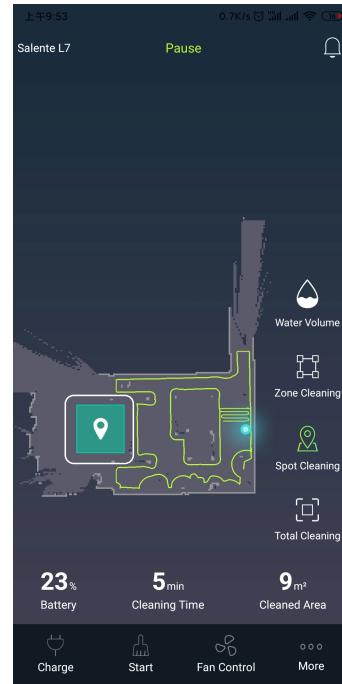 上午9:53
0.7K/s
Salente L7
Pause
Water Volume
Zone Cleaning
Spot Cleaning
Total Cleaning
23% 5min 9m²
Battery Cleaning Time Cleaned Area
Charge Start Fan Control More